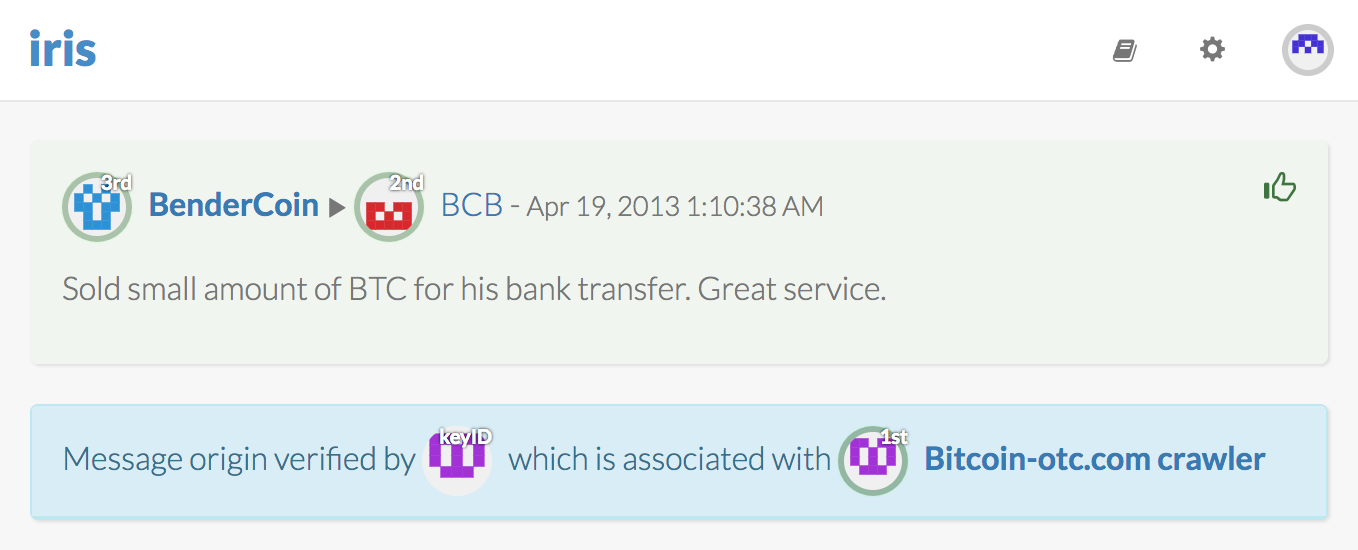 iris
3rd BenderCoin 2nd BCB - Apr 19, 2013 1:10:38 AM
Sold small amount of BTC for his bank transfer. Great service.
Message origin verified by keyID which is associated with 1st Bitcoin-otc.com crawler